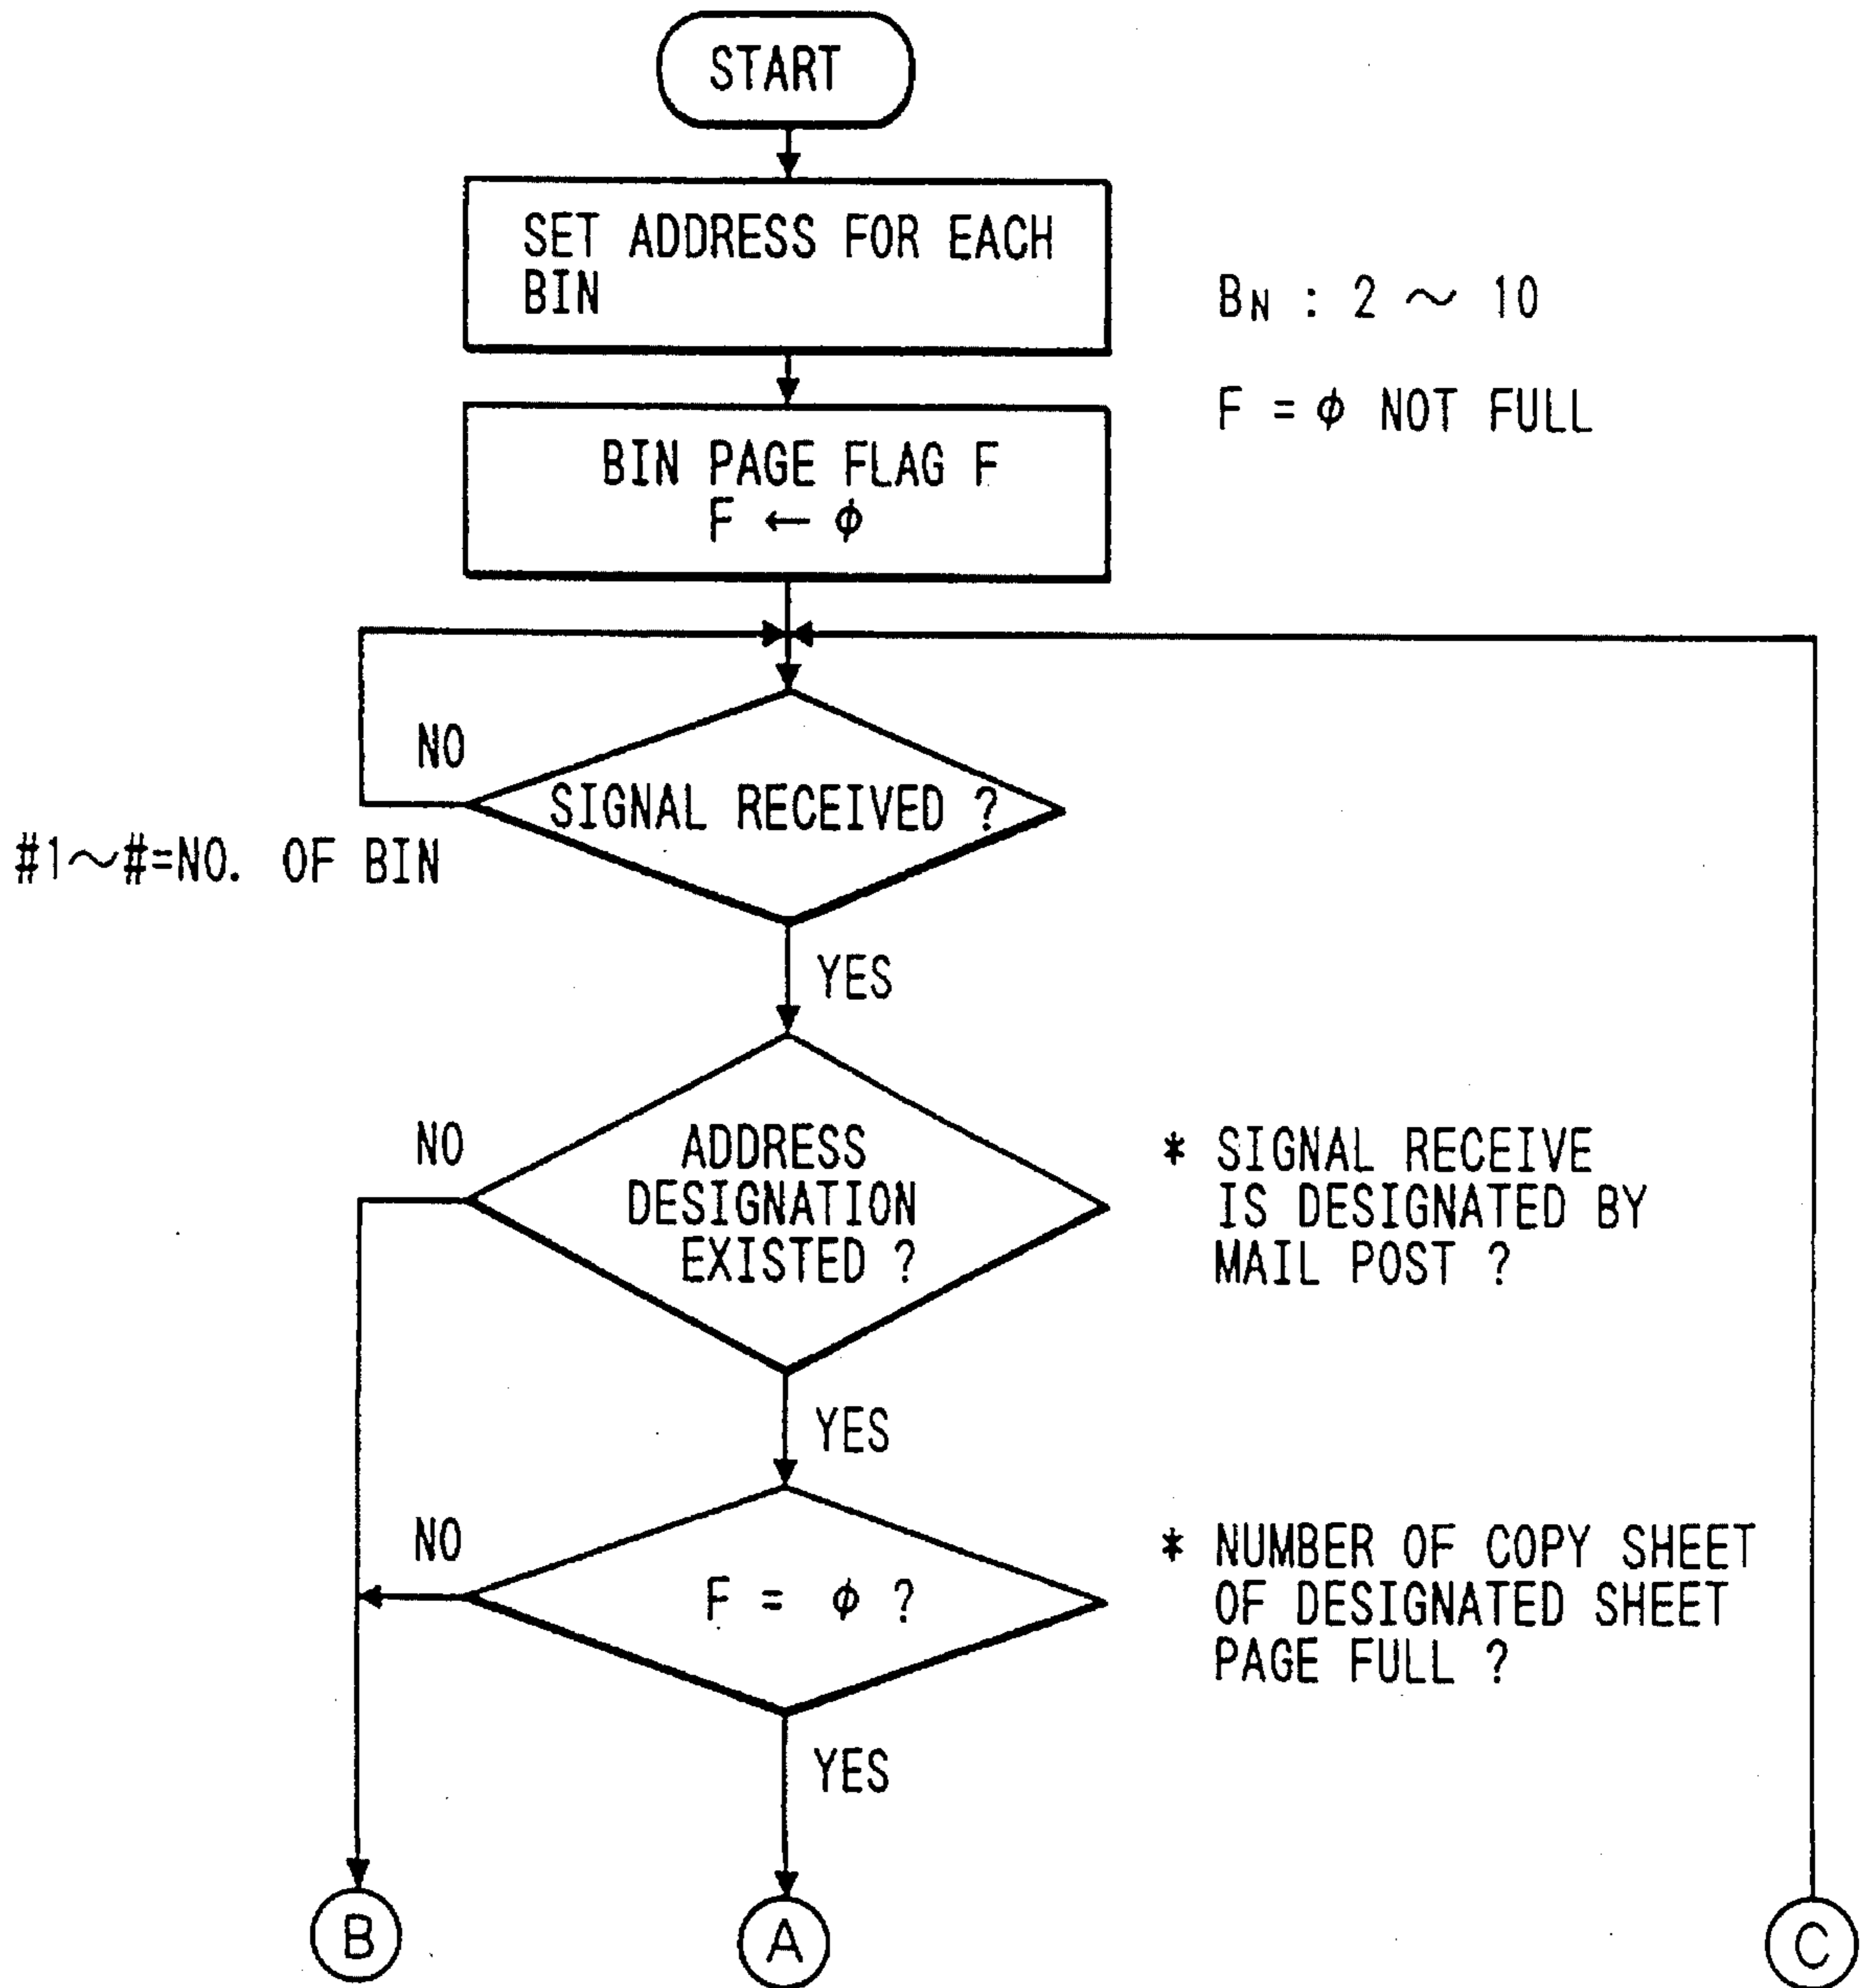 START
SET ADDRESS FOR EACH
BIN
BN : 2 ～ 10
F = φ NOT FULL
BIN PAGE FLAG F
F ← φ
NO
SIGNAL RECEIVED ?
#1～#=NO. OF BIN
YES
NO
ADDRESS
DESIGNATION
EXISTED ?
* SIGNAL RECEIVE
IS DESIGNATED BY
MAIL POST ?
YES
NO
F = φ ?
* NUMBER OF COPY SHEET
OF DESIGNATED SHEET
PAGE FULL ?
YES
B
A
C